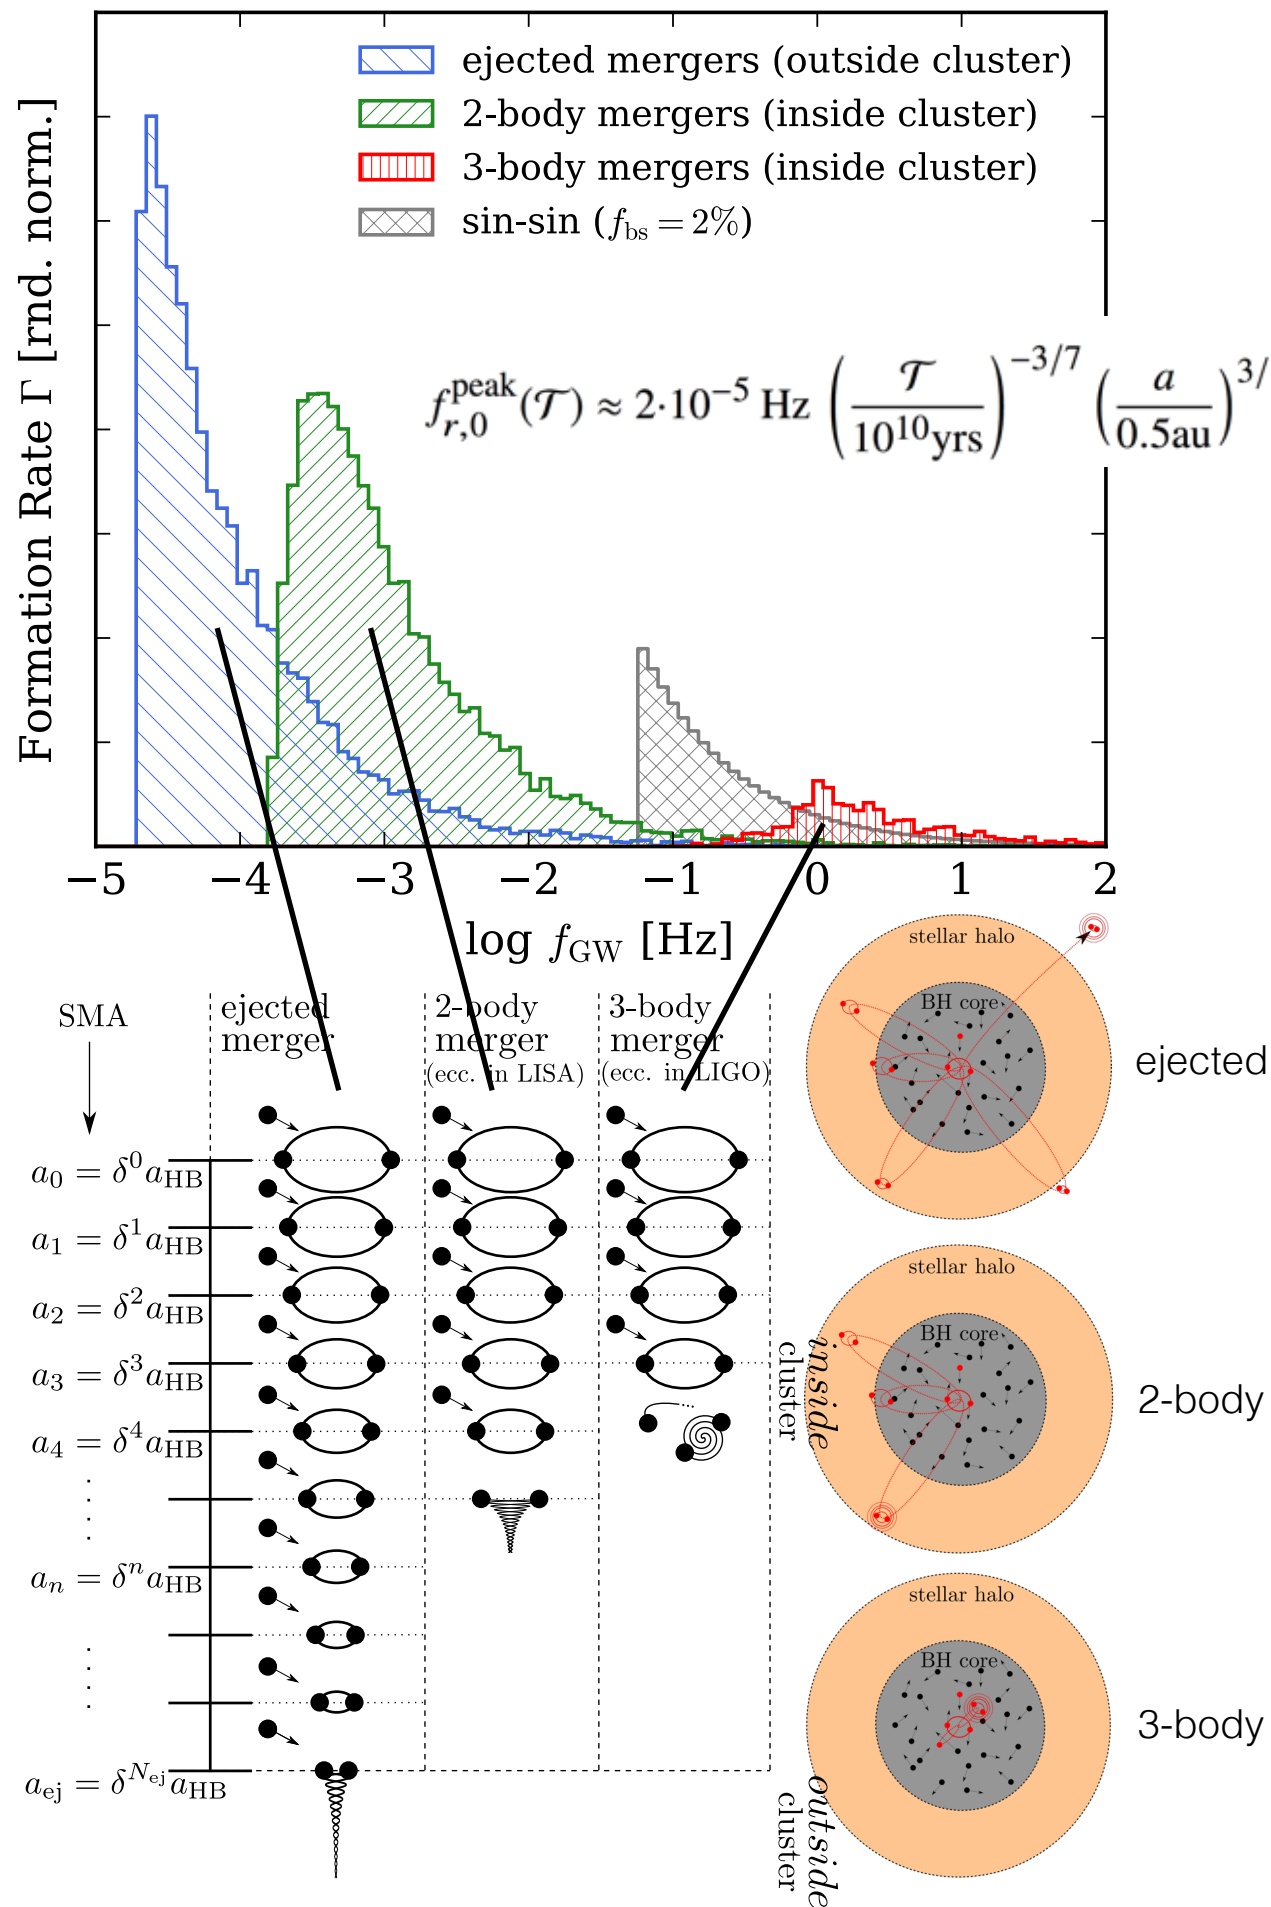 ejected mergers (outside cluster)
2-body mergers (inside cluster)
3-body mergers (inside cluster)
sin-sin (f_bs = 2%)
Formation Rate Γ [rnd. norm.]
f_{r,0}^{peak}(𝒯) ≈ 2·10^{−5} Hz (𝒯/10^{10}yrs)^{−3/7} (a/0.5au)^{3/
−5 −4 −3 −2 −1 0 1 2
log f_GW [Hz]
SMA
ejected
merger
2-body
merger
(ecc. in LISA)
3-body
merger
(ecc. in LIGO)
a_0 = δ^0 a_HB
a_1 = δ^1 a_HB
a_2 = δ^2 a_HB
a_3 = δ^3 a_HB
a_4 = δ^4 a_HB
a_n = δ^n a_HB
a_ej = δ^{N_ej} a_HB
inside
cluster
outside
cluster
stellar halo
BH core
ejected
stellar halo
BH core
2-body
stellar halo
BH core
3-body